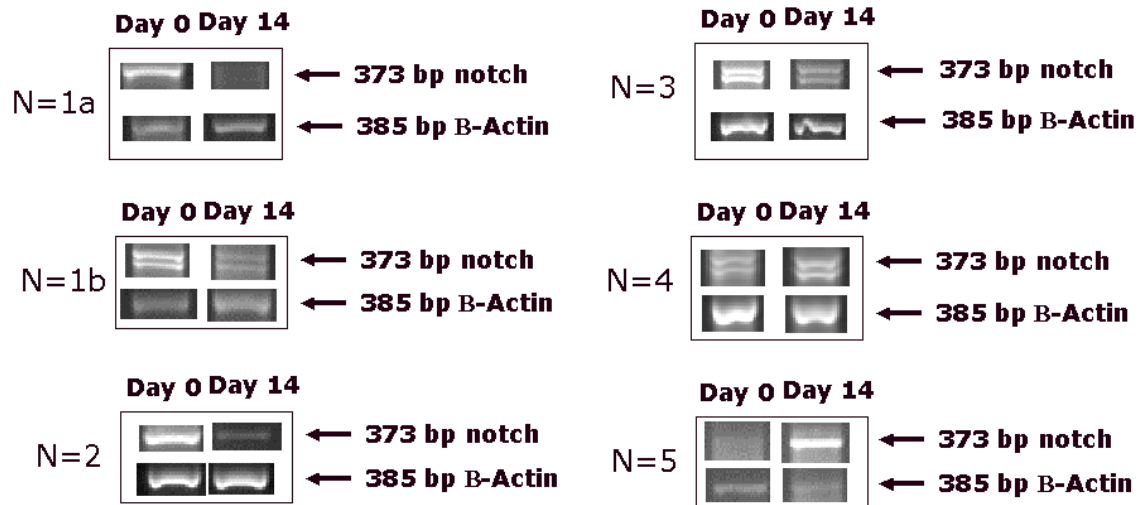 Day 0 Day 14
N=1a
373 bp notch
385 bp B-Actin
Day 0 Day 14
N=1b
373 bp notch
385 bp B-Actin
Day 0 Day 14
N=2
373 bp notch
385 bp B-Actin
Day 0 Day 14
N=3
373 bp notch
385 bp B-Actin
Day 0 Day 14
N=4
373 bp notch
385 bp B-Actin
Day 0 Day 14
N=5
373 bp notch
385 bp B-Actin